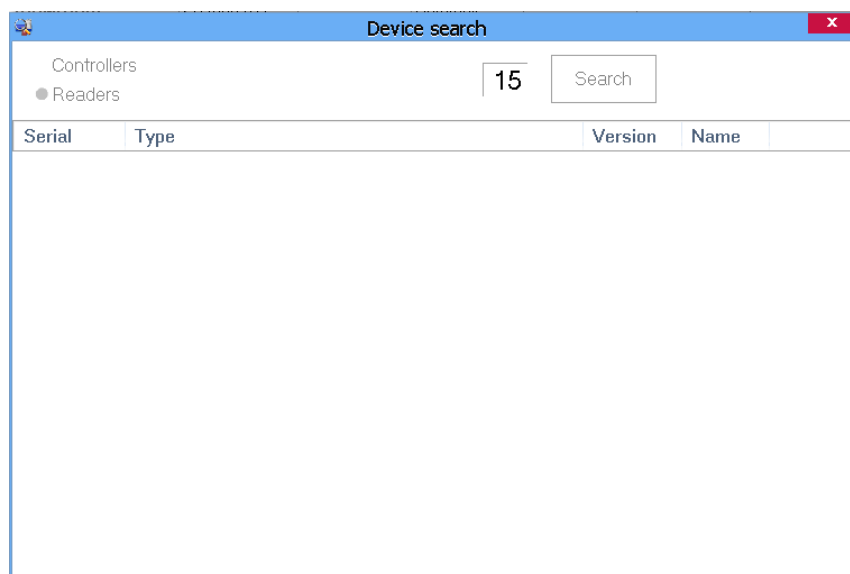 Device search
x
Controllers
Readers
15
Search
Serial Type Version Name